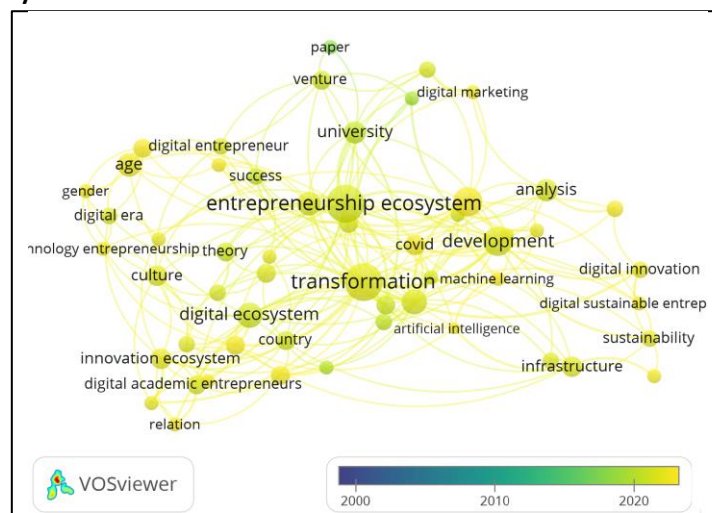 paper
venture
digital marketing
university
digital entrepreneur
age
success
gender
analysis
entrepreneurship ecosystem
digital era
covid
development
hnology entrepreneurship
theory
culture
transformation
machine learning
digital innovation
digital ecosystem
digital sustainable entrep
artificial intelligence
country
sustainability
innovation ecosystem
infrastructure
digital academic entrepreneurs
relation
VOSviewer
2000
2010
2020